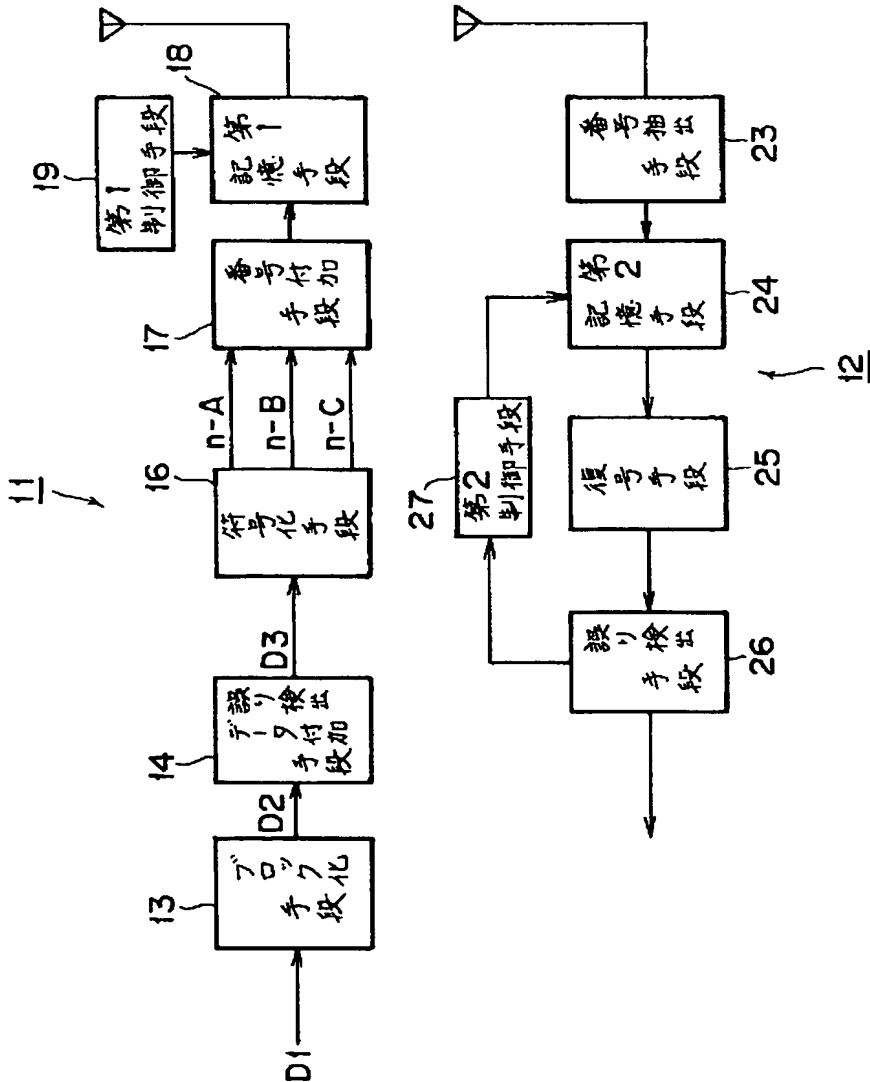 11
D1
13
ブロック化
手段
D2
14
誤り検出
データ付加
手段
D3
16
符号化手段
n-A
n-B
n-C
17
番号付加
手段
18
第1
記憶手段
19
第1
制御手段
12
23
番号抽出
手段
24
第2
記憶手段
25
復号手段
26
誤り検出
手段
27
第2
制御手段